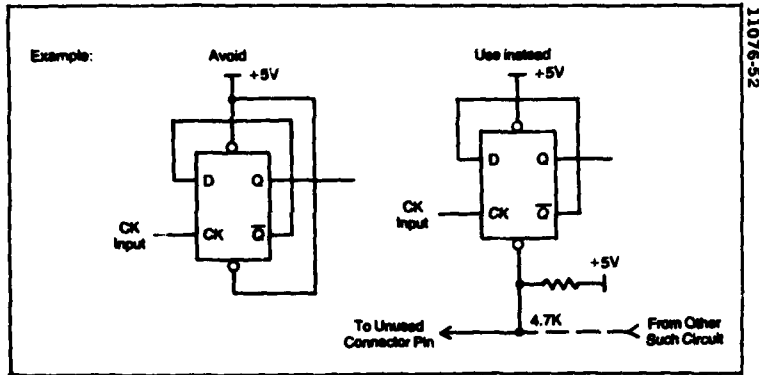 Example:
Avoid
+5V
D Q
CK Input
CK Q̅
Use instead
+5V
D Q
CK Input
CK Q̅
+5V
4.7K
To Unused
Connector Pin
From Other
Such Circuit
11076-52